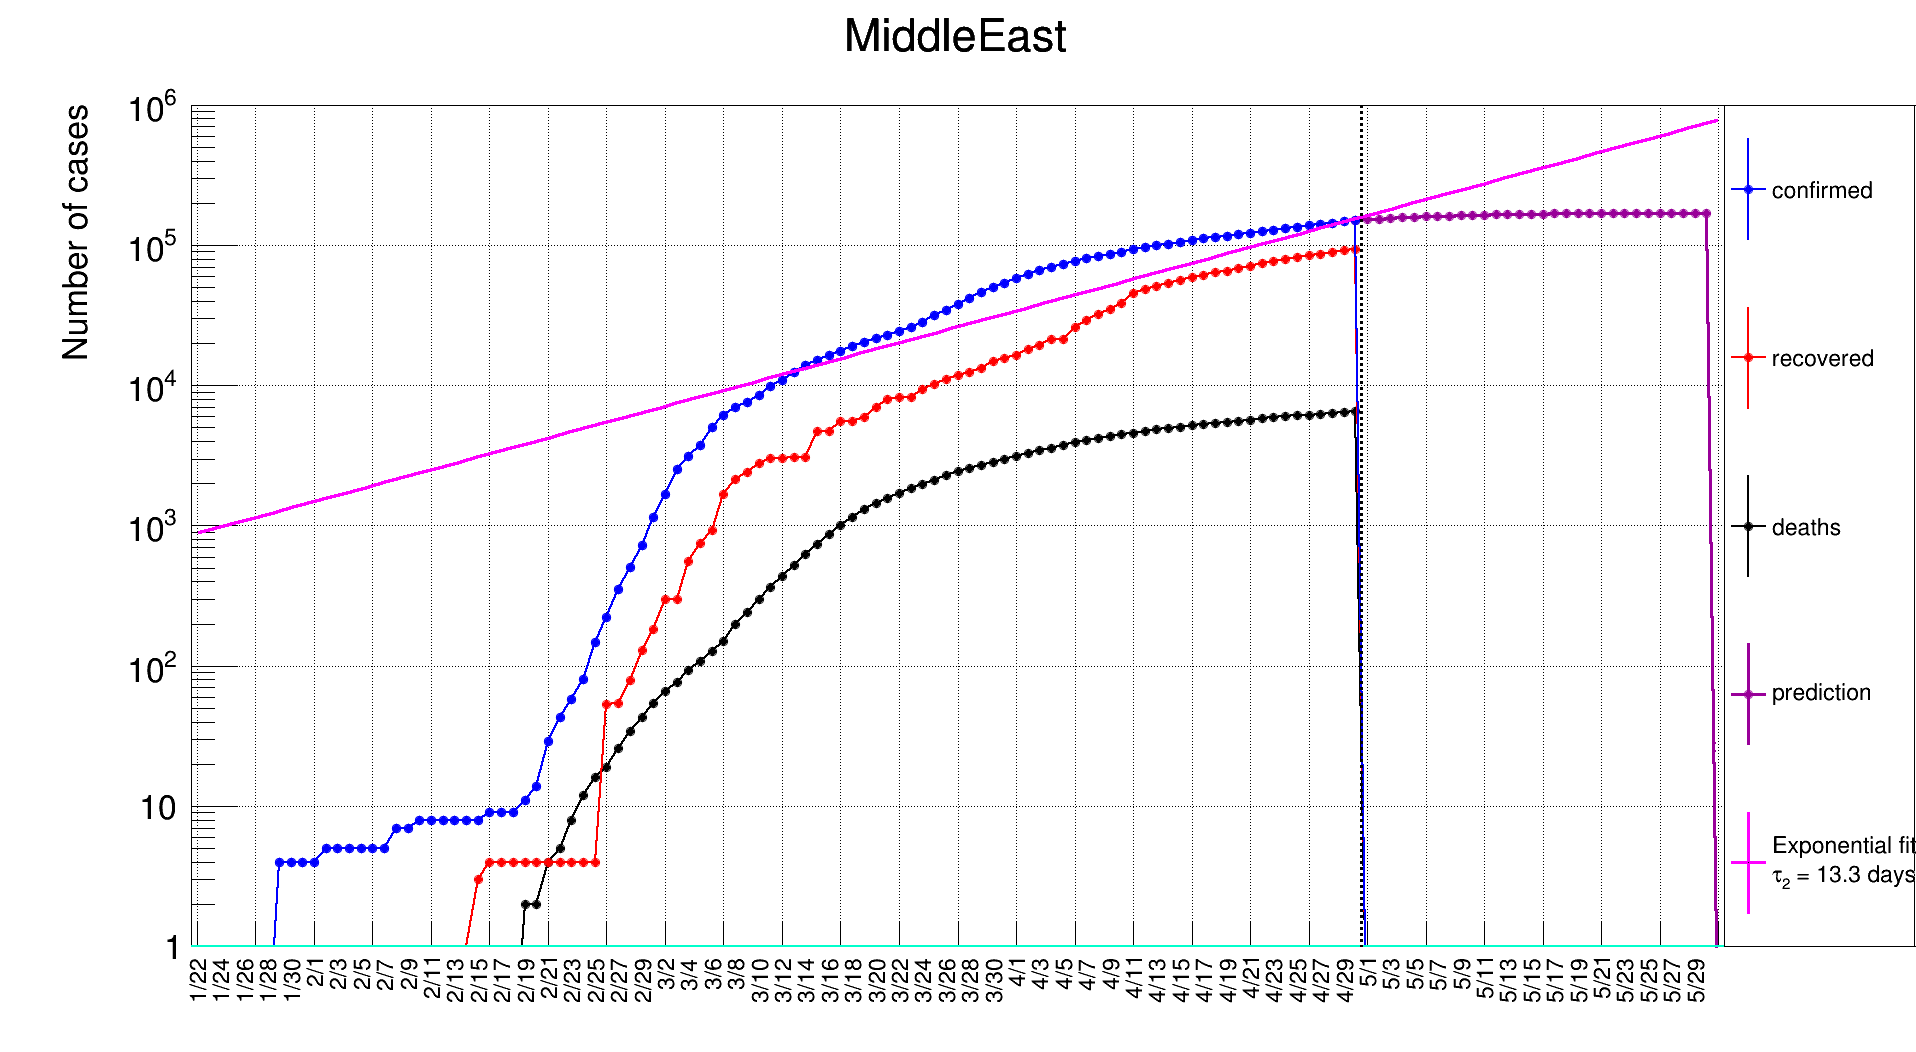 MiddleEast
Number of cases
10^6
10^5
10^4
10^3
10^2
10
1
1/22 1/24 1/26 1/28 1/30 2/1 2/3 2/5 2/7 2/9 2/11 2/13 2/15 2/17 2/19 2/21 2/23 2/25 2/27 2/29 3/2 3/4 3/6 3/8 3/10 3/12 3/14 3/16 3/18 3/20 3/22 3/24 3/26 3/28 3/30 4/1 4/3 4/5 4/7 4/9 4/11 4/13 4/15 4/17 4/19 4/21 4/23 4/25 4/27 4/29 5/1 5/3 5/5 5/7 5/9 5/11 5/13 5/15 5/17 5/19 5/21 5/23 5/25 5/27 5/29
confirmed
recovered
deaths
prediction
Exponential fit
τ2 = 13.3 days